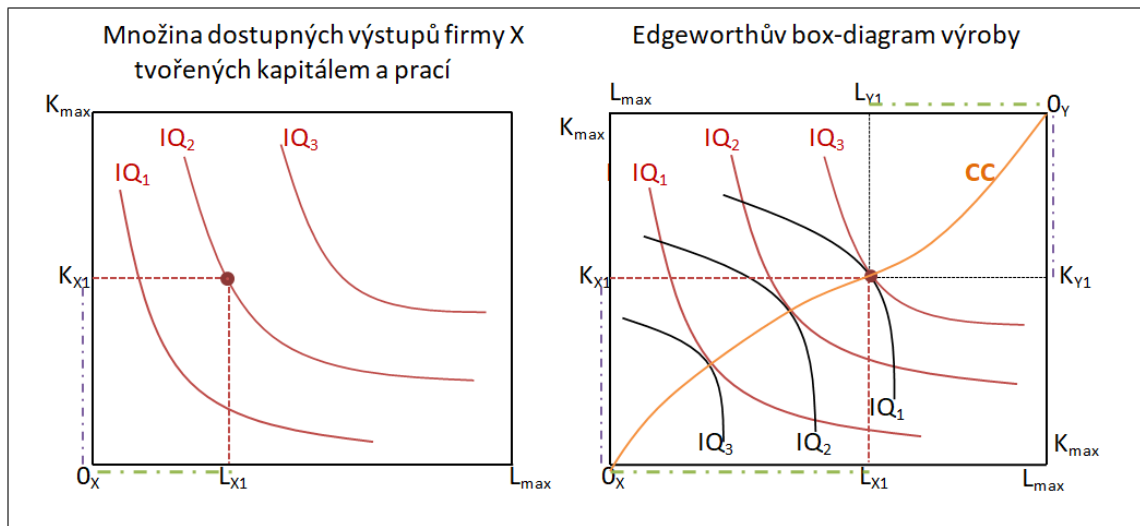 Množina dostupných výstupů firmy X
tvořených kapitálem a prací
Kmax
IQ1
IQ2
IQ3
KX1
0X
LX1
Lmax
Edgeworthův box-diagram výroby
Lmax
LY1
0Y
Kmax
IQ1
IQ2
IQ3
CC
KX1
KY1
IQ3
IQ2
IQ1
Kmax
0X
LX1
Lmax